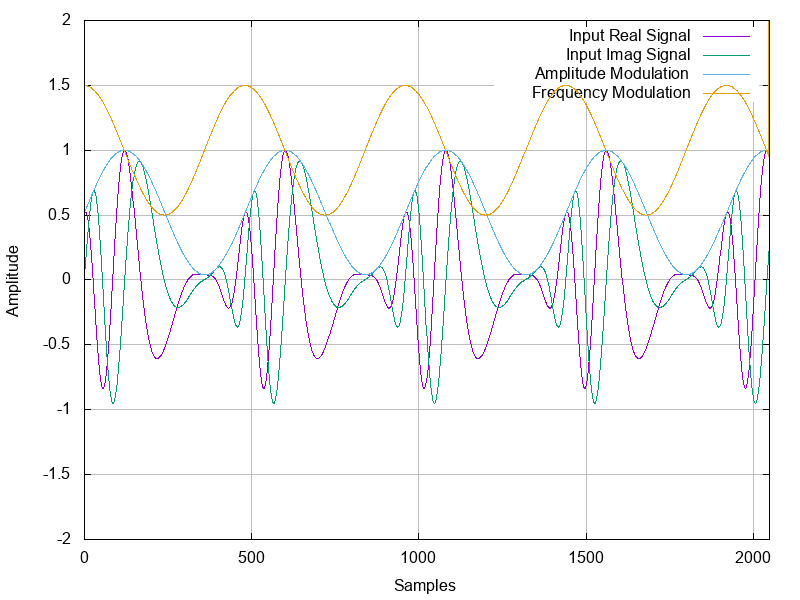 2
1.5
1
0.5
0
-0.5
-1
-1.5
-2
0 500 1000 1500 2000
Amplitude
Samples
Input Real Signal
Input Imag Signal
Amplitude Modulation
Frequency Modulation